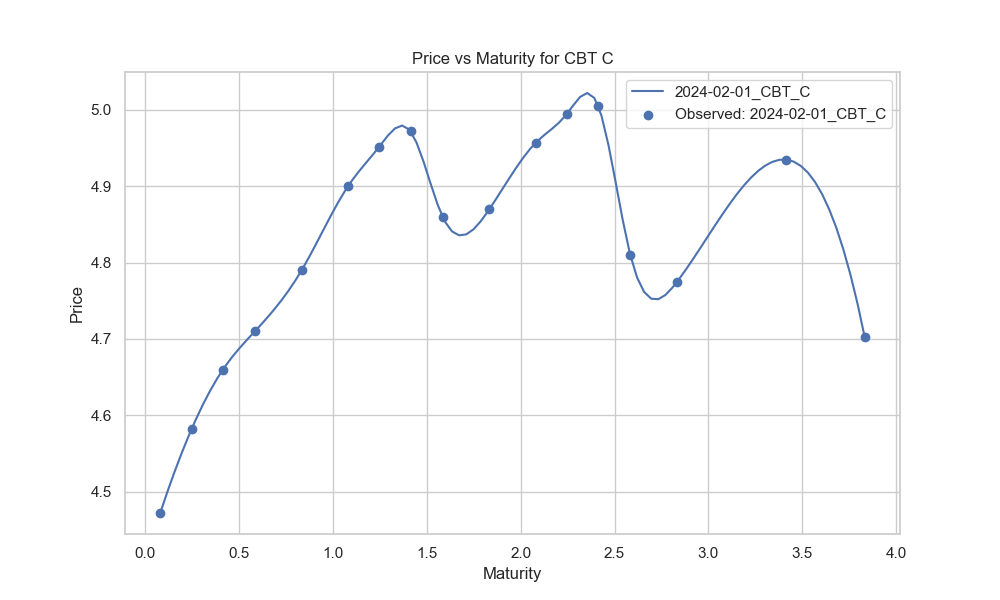 Price vs Maturity for CBT C
2024-02-01_CBT_C
Observed: 2024-02-01_CBT_C
Price
5.0
4.9
4.8
4.7
4.6
4.5
0.0 0.5 1.0 1.5 2.0 2.5 3.0 3.5 4.0
Maturity